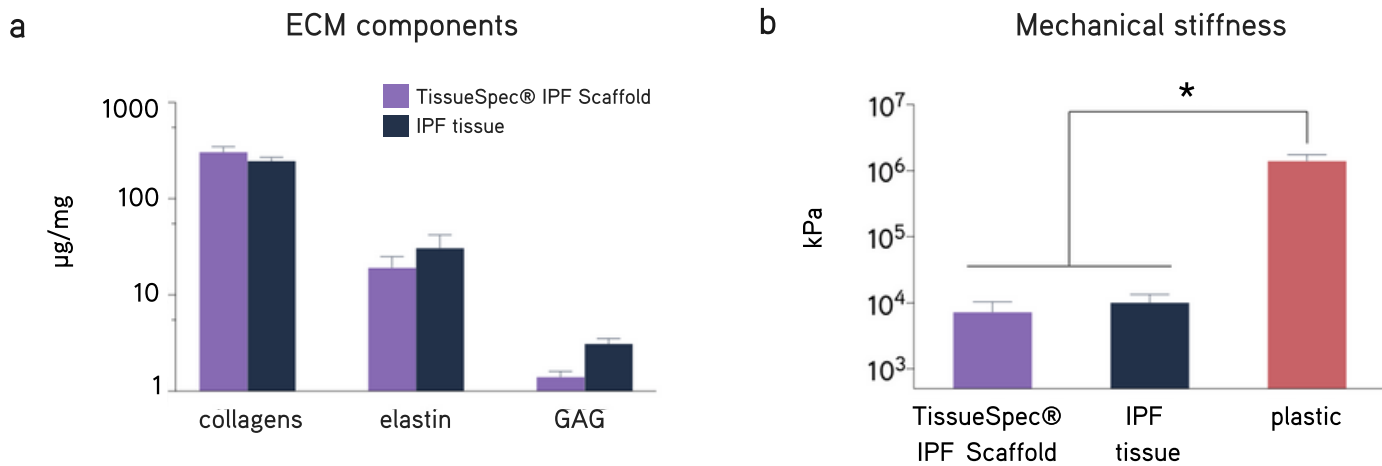 a
ECM components
TissueSpec® IPF Scaffold
IPF tissue
1000
100
10
1
µg/mg
collagens
elastin
GAG
b
Mechanical stiffness
*
10⁷
10⁶
10⁵
10⁴
10³
kPa
TissueSpec®
IPF Scaffold
IPF
tissue
plastic